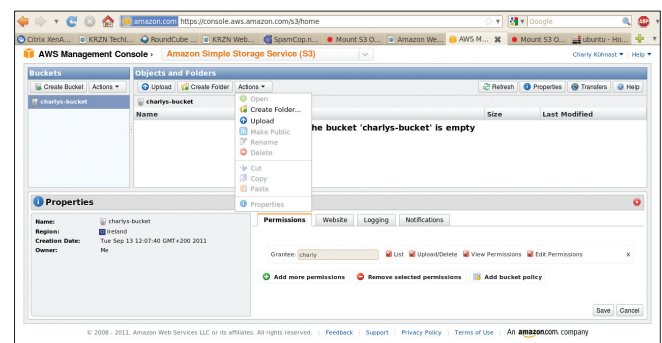 amazon.com https://console.aws.amazon.com/s3/home
Google
Citrix XenA... KRZN Techi... RoundCube ... KRZN Web... SpamCop.n... Mount S3 O... Amazon We... AWS M... Mount S3 O... ubuntu - Ho...
AWS Management Console › Amazon Simple Storage Service (S3) Charly Kühnast Help
Buckets Objects and Folders
Create Bucket Actions Upload Create Folder Actions Refresh Properties Transfers Help
charlys-bucket charlys-bucket
Name Size Last Modified
he bucket 'charlys-bucket' is empty
Open
Create Folder...
Upload
Make Public
Rename
Delete
Cut
Copy
Paste
Properties
Properties
Name: charlys-bucket
Region: Ireland
Creation Date: Tue Sep 13 12:07:40 GMT+200 2011
Owner: Me
Permissions Website Logging Notifications
Grantee: charly List Upload/Delete View Permissions Edit Permissions x
Add more permissions Remove selected permissions Add bucket policy
Save Cancel
© 2008 - 2011, Amazon Web Services LLC or its affiliates. All rights reserved. | Feedback | Support | Privacy Policy | Terms of Use | An amazon.com. company